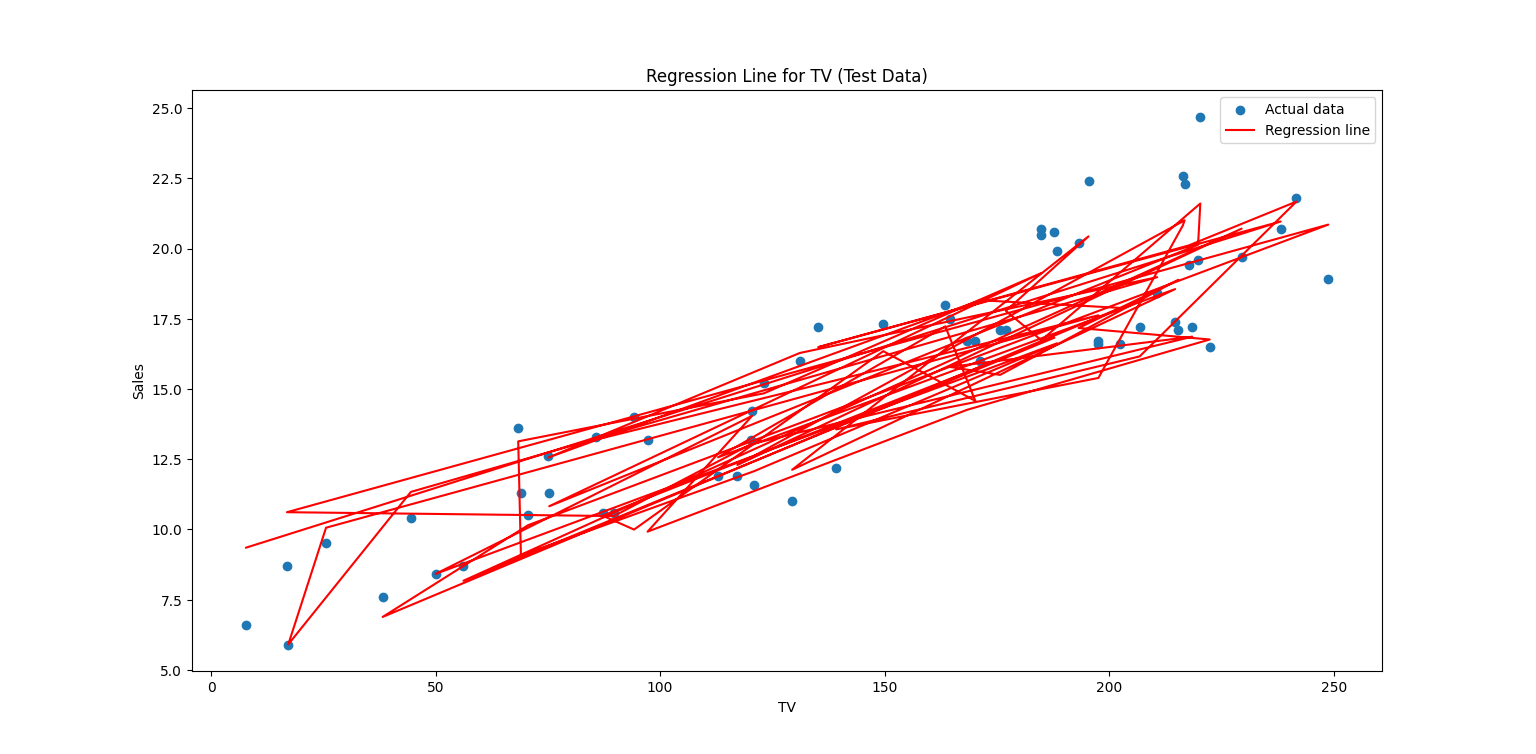 Regression Line for TV (Test Data)
Actual data
Regression line
25.0
22.5
20.0
17.5
15.0
12.5
10.0
7.5
5.0
Sales
0 50 100 150 200 250
TV